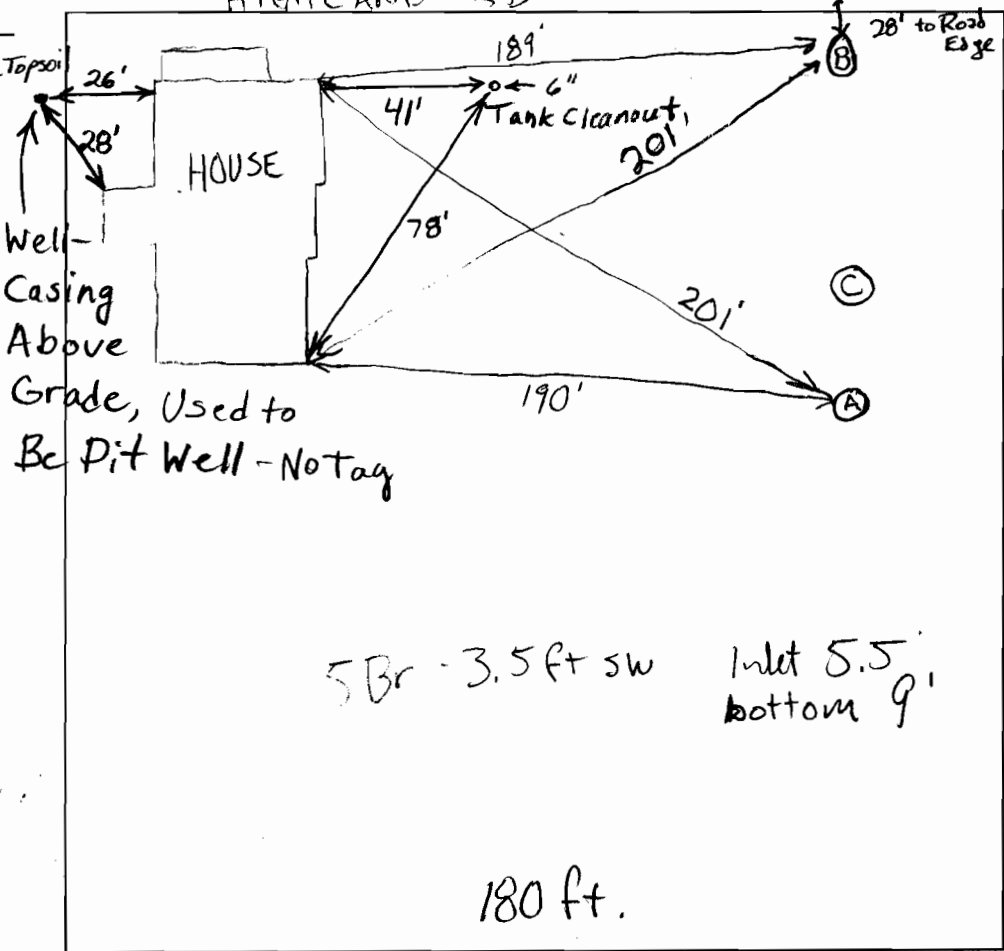 28' to Road
Edge
B
189'
Topsoil
26'
41'
6"
Tank Cleanout
28'
HOUSE
201'
78'
Well-
Casing
Above
Grade, Used to
Be Pit Well - No Tag
C
201'
190'
A
5 Br - 3.5 ft sw
Inlet 5.5'
bottom 9'
180 ft.